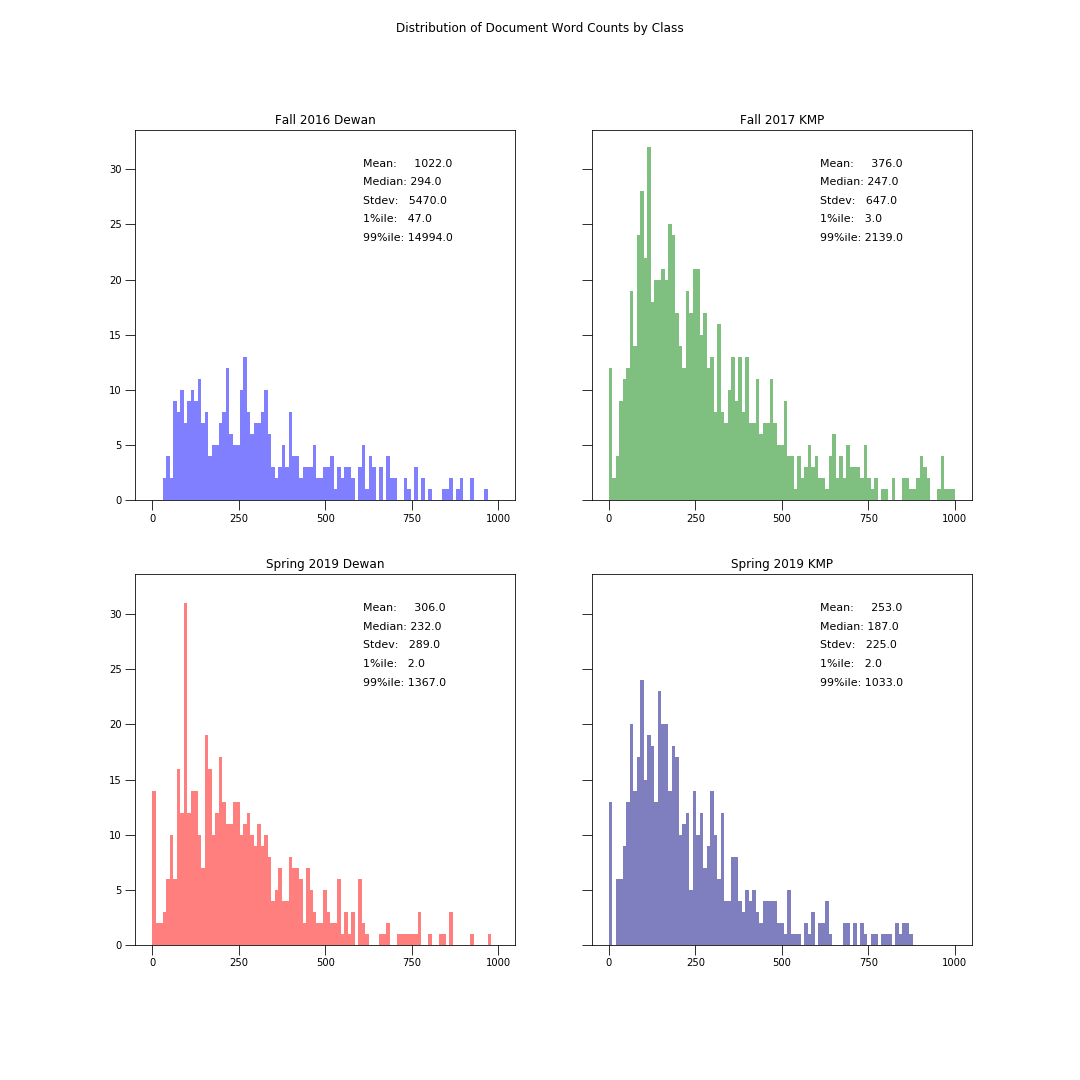 Distribution of Document Word Counts by Class
Fall 2016 Dewan
Mean: 1022.0
Median: 294.0
Stdev: 5470.0
1%ile: 47.0
99%ile: 14994.0
30
25
20
15
10
5
0
0 250 500 750 1000
Fall 2017 KMP
Mean: 376.0
Median: 247.0
Stdev: 647.0
1%ile: 3.0
99%ile: 2139.0
0 250 500 750 1000
Spring 2019 Dewan
Mean: 306.0
Median: 232.0
Stdev: 289.0
1%ile: 2.0
99%ile: 1367.0
30
25
20
15
10
5
0
0 250 500 750 1000
Spring 2019 KMP
Mean: 253.0
Median: 187.0
Stdev: 225.0
1%ile: 2.0
99%ile: 1033.0
0 250 500 750 1000